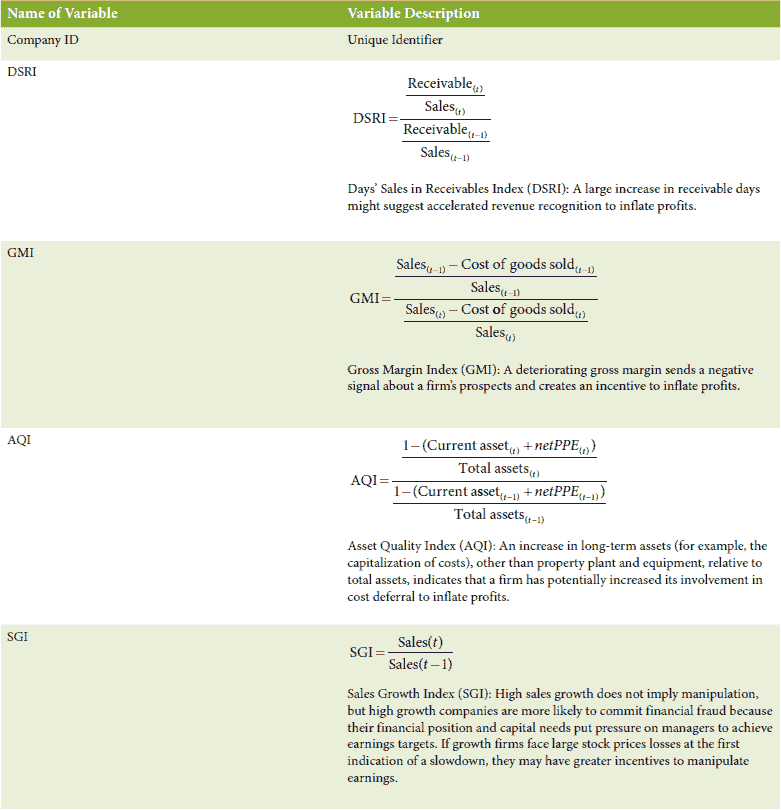 Name of Variable Variable Description
Company ID Unique Identifier
DSRI
Receivable(t)
Sales(t)
DSRI =
Receivable(t−1)
Sales(t−1)
Days’ Sales in Receivables Index (DSRI): A large increase in receivable days
might suggest accelerated revenue recognition to inflate profits.
GMI
Sales(t−1) − Cost of goods sold(t−1)
Sales(t−1)
GMI =
Sales(t) − Cost of goods sold(t)
Sales(t)
Gross Margin Index (GMI): A deteriorating gross margin sends a negative
signal about a firm’s prospects and creates an incentive to inflate profits.
AQI
1 − (Current asset(t) + netPPE(t))
Total assets(t)
AQI =
1 − (Current asset(t−1) + netPPE(t−1))
Total assets(t−1)
Asset Quality Index (AQI): An increase in long-term assets (for example, the
capitalization of costs), other than property plant and equipment, relative to
total assets, indicates that a firm has potentially increased its involvement in
cost deferral to inflate profits.
SGI
Sales(t)
SGI =
Sales(t − 1)
Sales Growth Index (SGI): High sales growth does not imply manipulation,
but high growth companies are more likely to commit financial fraud because
their financial position and capital needs put pressure on managers to achieve
earnings targets. If growth firms face large stock prices losses at the first
indication of a slowdown, they may have greater incentives to manipulate
earnings.